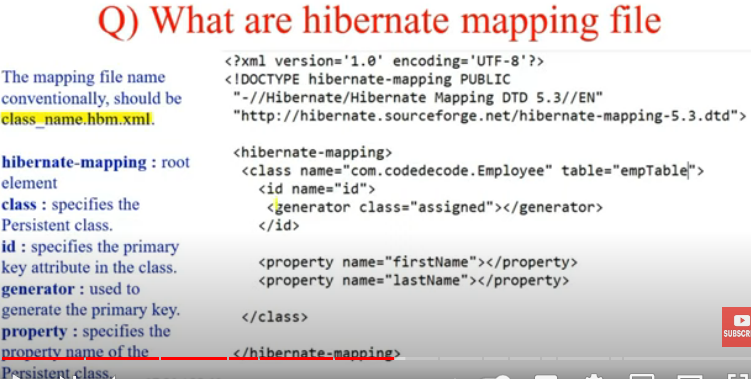 Q) What are hibernate mapping file
The mapping file name
conventionally, should be
class_name.hbm.xml.
hibernate-mapping : root
element
class : specifies the
Persistent class.
id : specifies the primary
key attribute in the class.
generator : used to
generate the primary key.
property : specifies the
property name of the
Persistent class.
<?xml version='1.0' encoding='UTF-8'?>
<!DOCTYPE hibernate-mapping PUBLIC
"-//Hibernate/Hibernate Mapping DTD 5.3//EN"
"http://hibernate.sourceforge.net/hibernate-mapping-5.3.dtd">
<hibernate-mapping>
<class name="com.codedecode.Employee" table="empTable">
<id name="id">
<generator class="assigned"></generator>
</id>
<property name="firstName"></property>
<property name="lastName"></property>
</class>
</hibernate-mapping>
SUBSCR